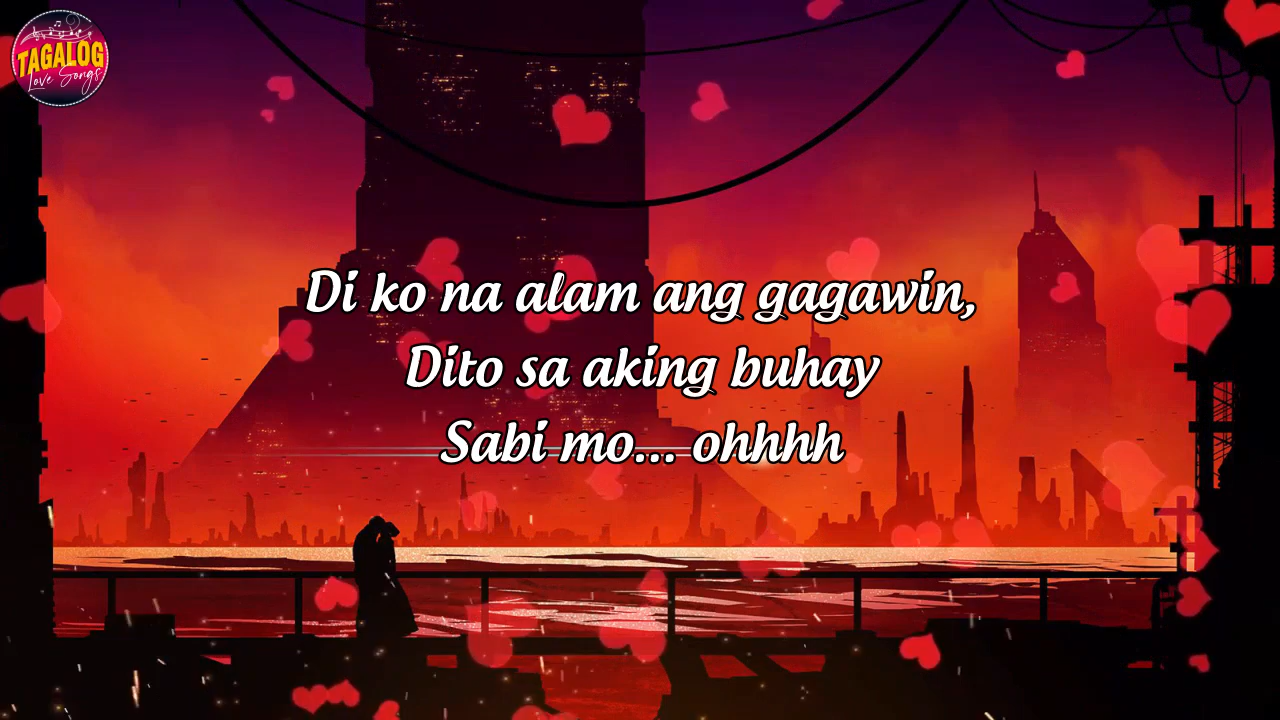 TAGALOG
Love Songs
Di ko na alam ang gagawin,
Dito sa aking buhay
Sabi mo... ohhhh